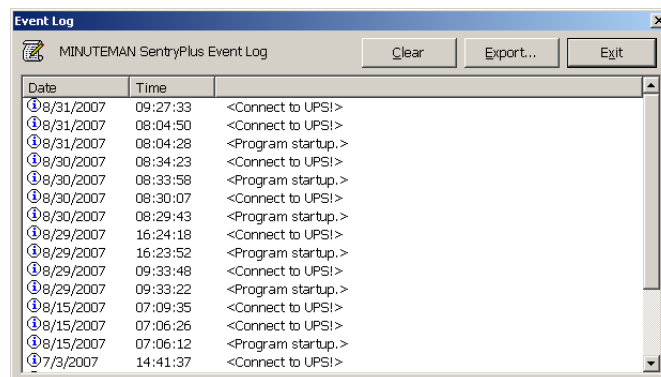 Event Log
MINUTEMAN SentryPlus Event Log
Clear
Export...
Exit
Date Time
8/31/2007 09:27:33 <Connect to UPS!>
8/31/2007 08:04:50 <Connect to UPS!>
8/31/2007 08:04:28 <Program startup.>
8/30/2007 08:34:23 <Connect to UPS!>
8/30/2007 08:33:58 <Program startup.>
8/30/2007 08:30:07 <Connect to UPS!>
8/30/2007 08:29:43 <Program startup.>
8/29/2007 16:24:18 <Connect to UPS!>
8/29/2007 16:23:52 <Program startup.>
8/29/2007 09:33:48 <Connect to UPS!>
8/29/2007 09:33:22 <Program startup.>
8/15/2007 07:09:35 <Connect to UPS!>
8/15/2007 07:06:26 <Connect to UPS!>
8/15/2007 07:06:12 <Program startup.>
7/3/2007 14:41:37 <Connect to UPS!>